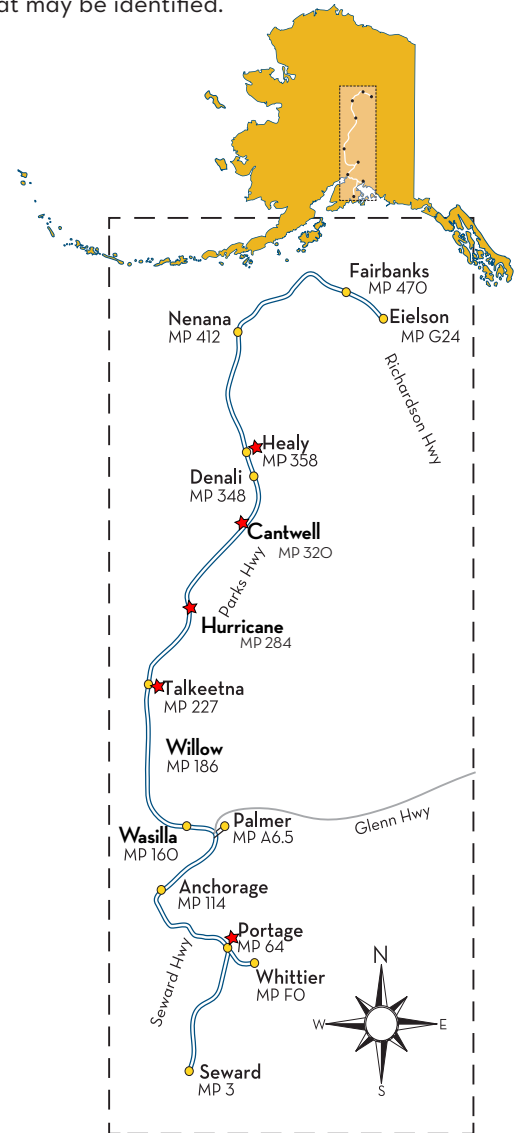 at may be identified.
Fairbanks
MP 470
Nenana
MP 412
Eielson
MP G24
Richardson Hwy
Healy
MP 358
Denali
MP 348
Cantwell
MP 320
Parks Hwy
Hurricane
MP 284
Talkeetna
MP 227
Willow
MP 186
Wasilla
MP 160
Palmer
MP A6.5
Glenn Hwy
Anchorage
MP 114
Portage
MP 64
Whittier
MP F0
Seward Hwy
Seward
MP 3
N
W
E
S